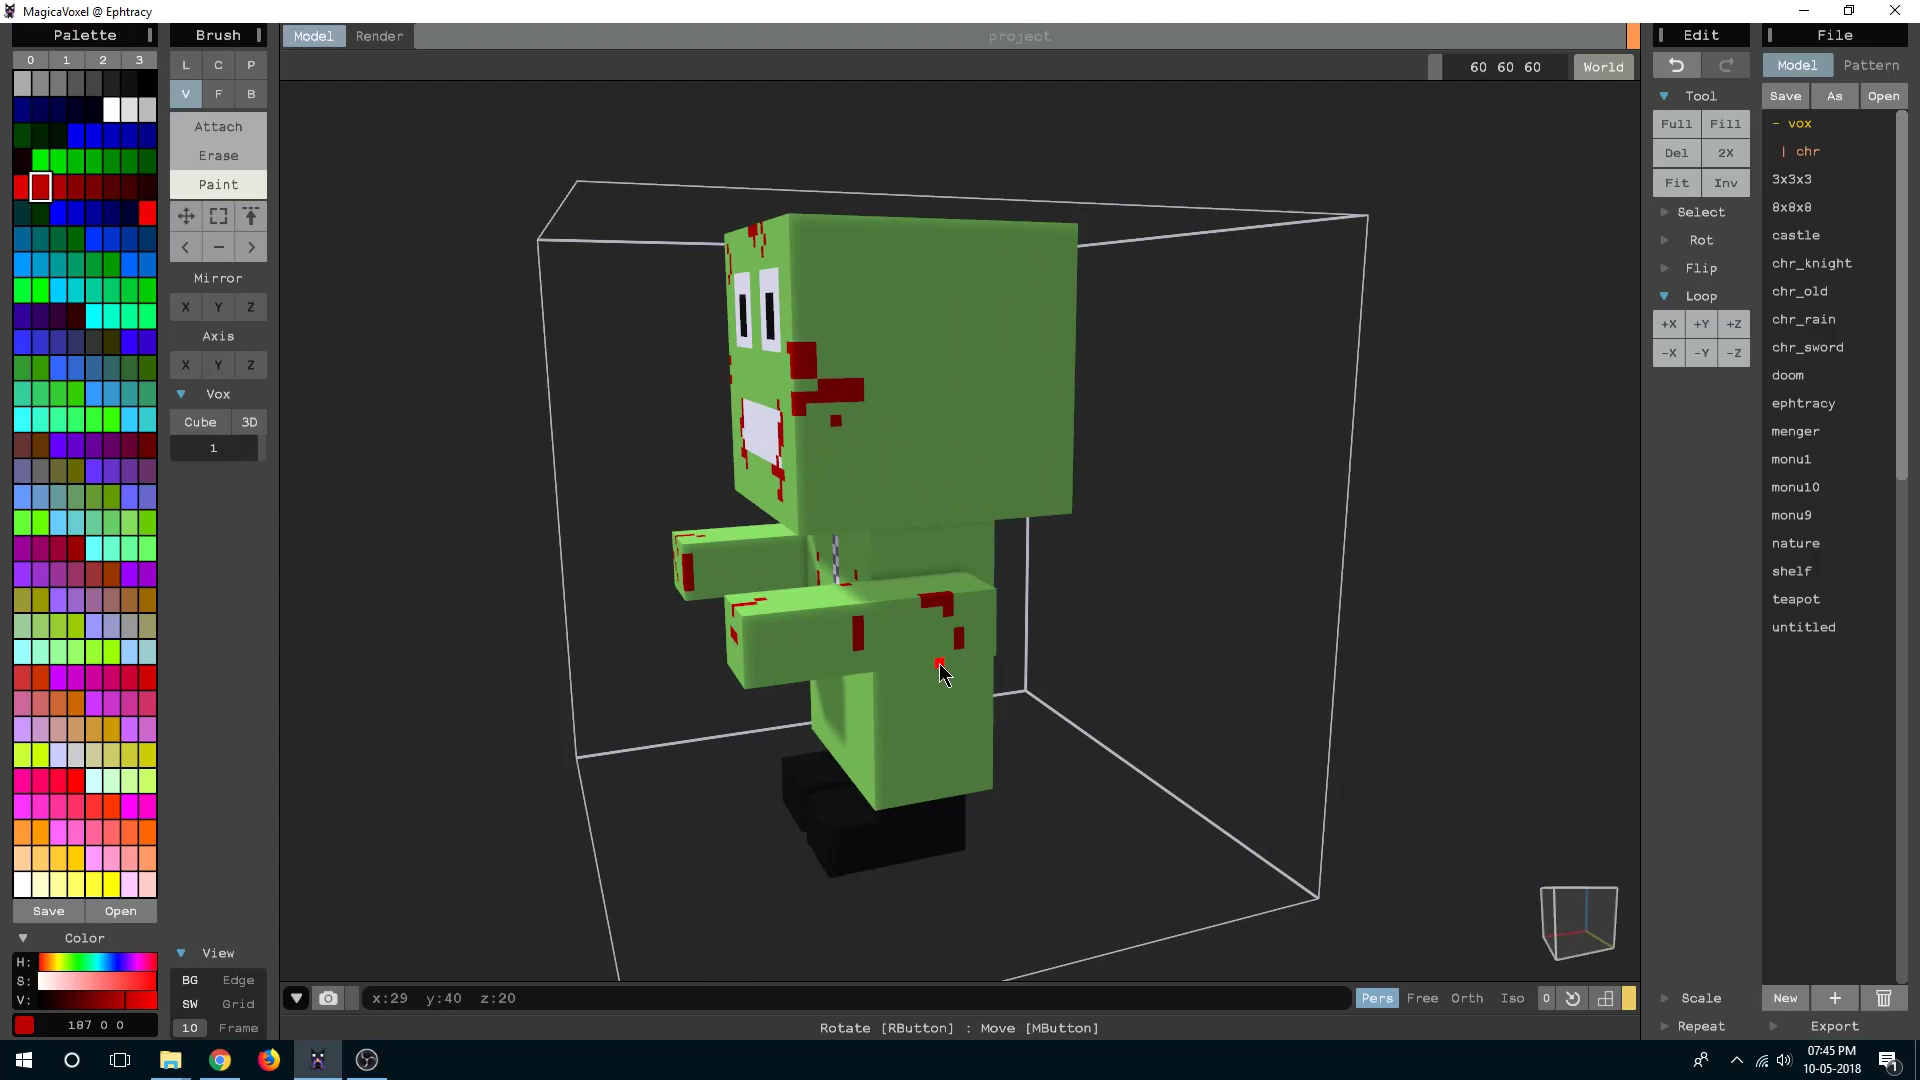 MagicaVoxel @ Ephtracy
Palette
0 1 2 3
Save Open
Color
H:
S:
V:
187 0 0
Brush
L C P
V F B
Attach
Erase
Paint
< - >
Mirror
X Y Z
Axis
X Y Z
Vox
Cube 3D
1
View
BG Edge
SW Grid
10 Frame
Model Render project
60 60 60 World
x:29 y:40 z:20
Pers Free Orth Iso 0
Rotate [RButton] : Move [MButton]
Edit
Tool
Full Fill
Del 2X
Fit Inv
Select
Rot
Flip
Loop
+X +Y +Z
-X -Y -Z
Scale
Repeat
File
Model Pattern
Save As Open
- vox
| chr
3x3x3
8x8x8
castle
chr_knight
chr_old
chr_rain
chr_sword
doom
ephtracy
menger
monu1
monu10
monu9
nature
shelf
teapot
untitled
New +
Export
07:45 PM
10-05-2018
1